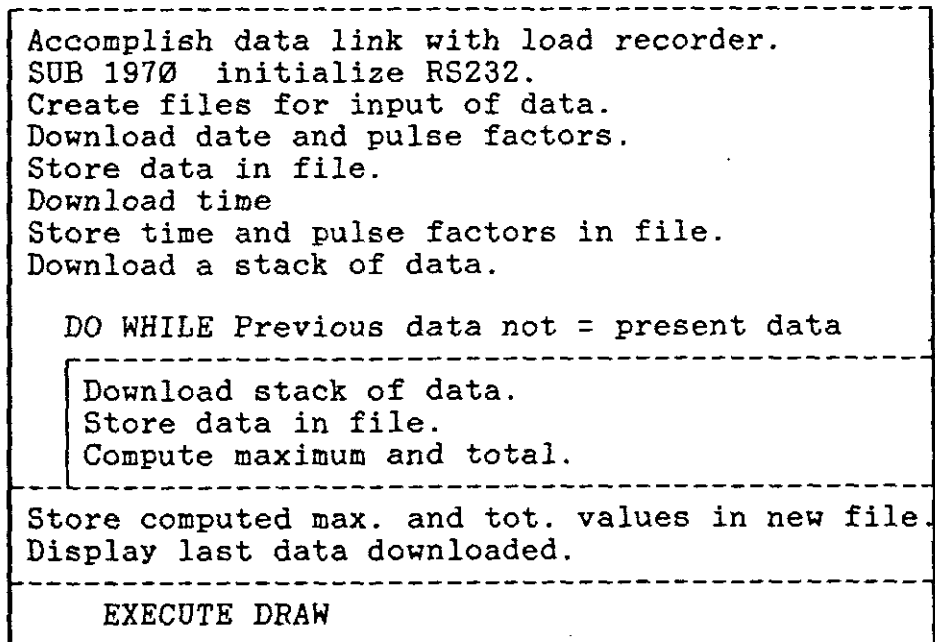 Accomplish data link with load recorder.
SUB 197Ø initialize RS232.
Create files for input of data.
Download date and pulse factors.
Store data in file.
Download time
Store time and pulse factors in file.
Download a stack of data.
DO WHILE Previous data not = present data
Download stack of data.
Store data in file.
Compute maximum and total.
Store computed max. and tot. values in new file.
Display last data downloaded.
EXECUTE DRAW